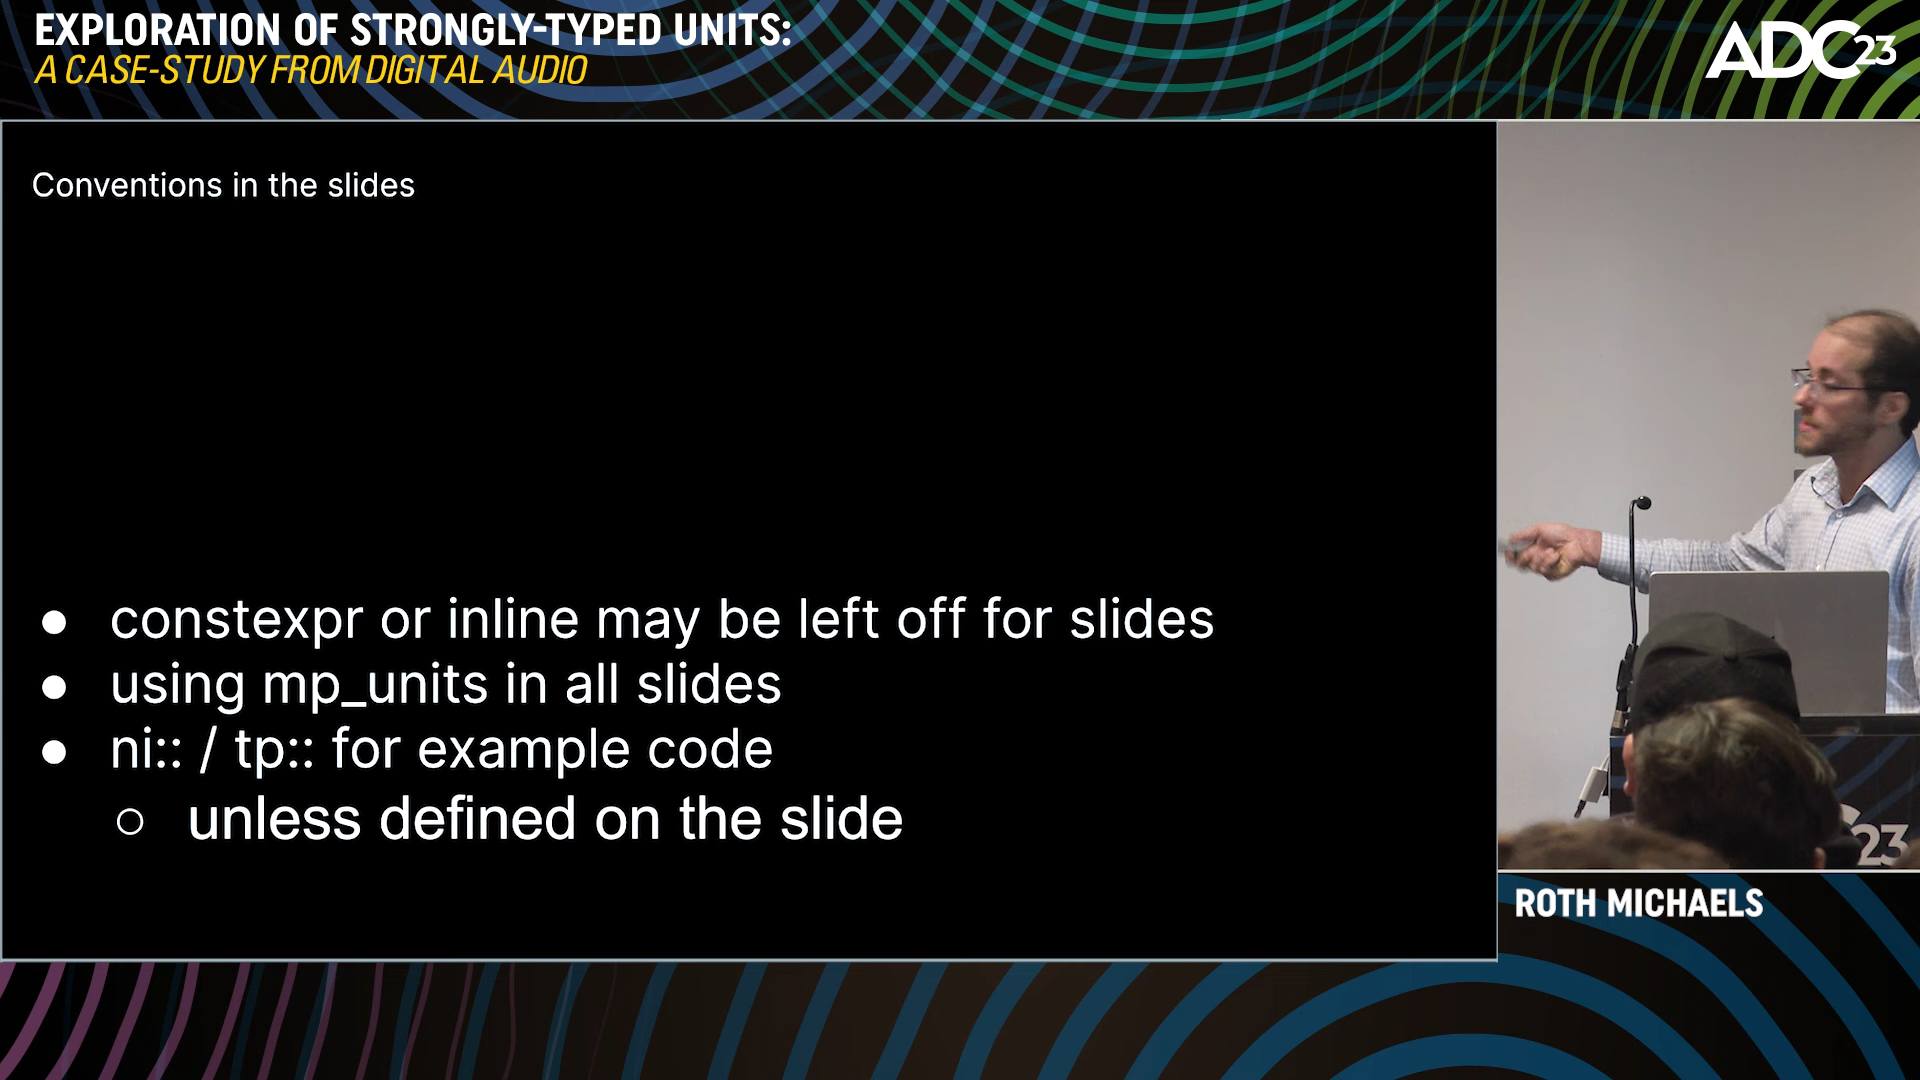 EXPLORATION OF STRONGLY-TYPED UNITS:
A CASE-STUDY FROM DIGITAL AUDIO
ADC23
Conventions in the slides
● constexpr or inline may be left off for slides
● using mp_units in all slides
● ni:: / tp:: for example code
○ unless defined on the slide
23
ROTH MICHAELS